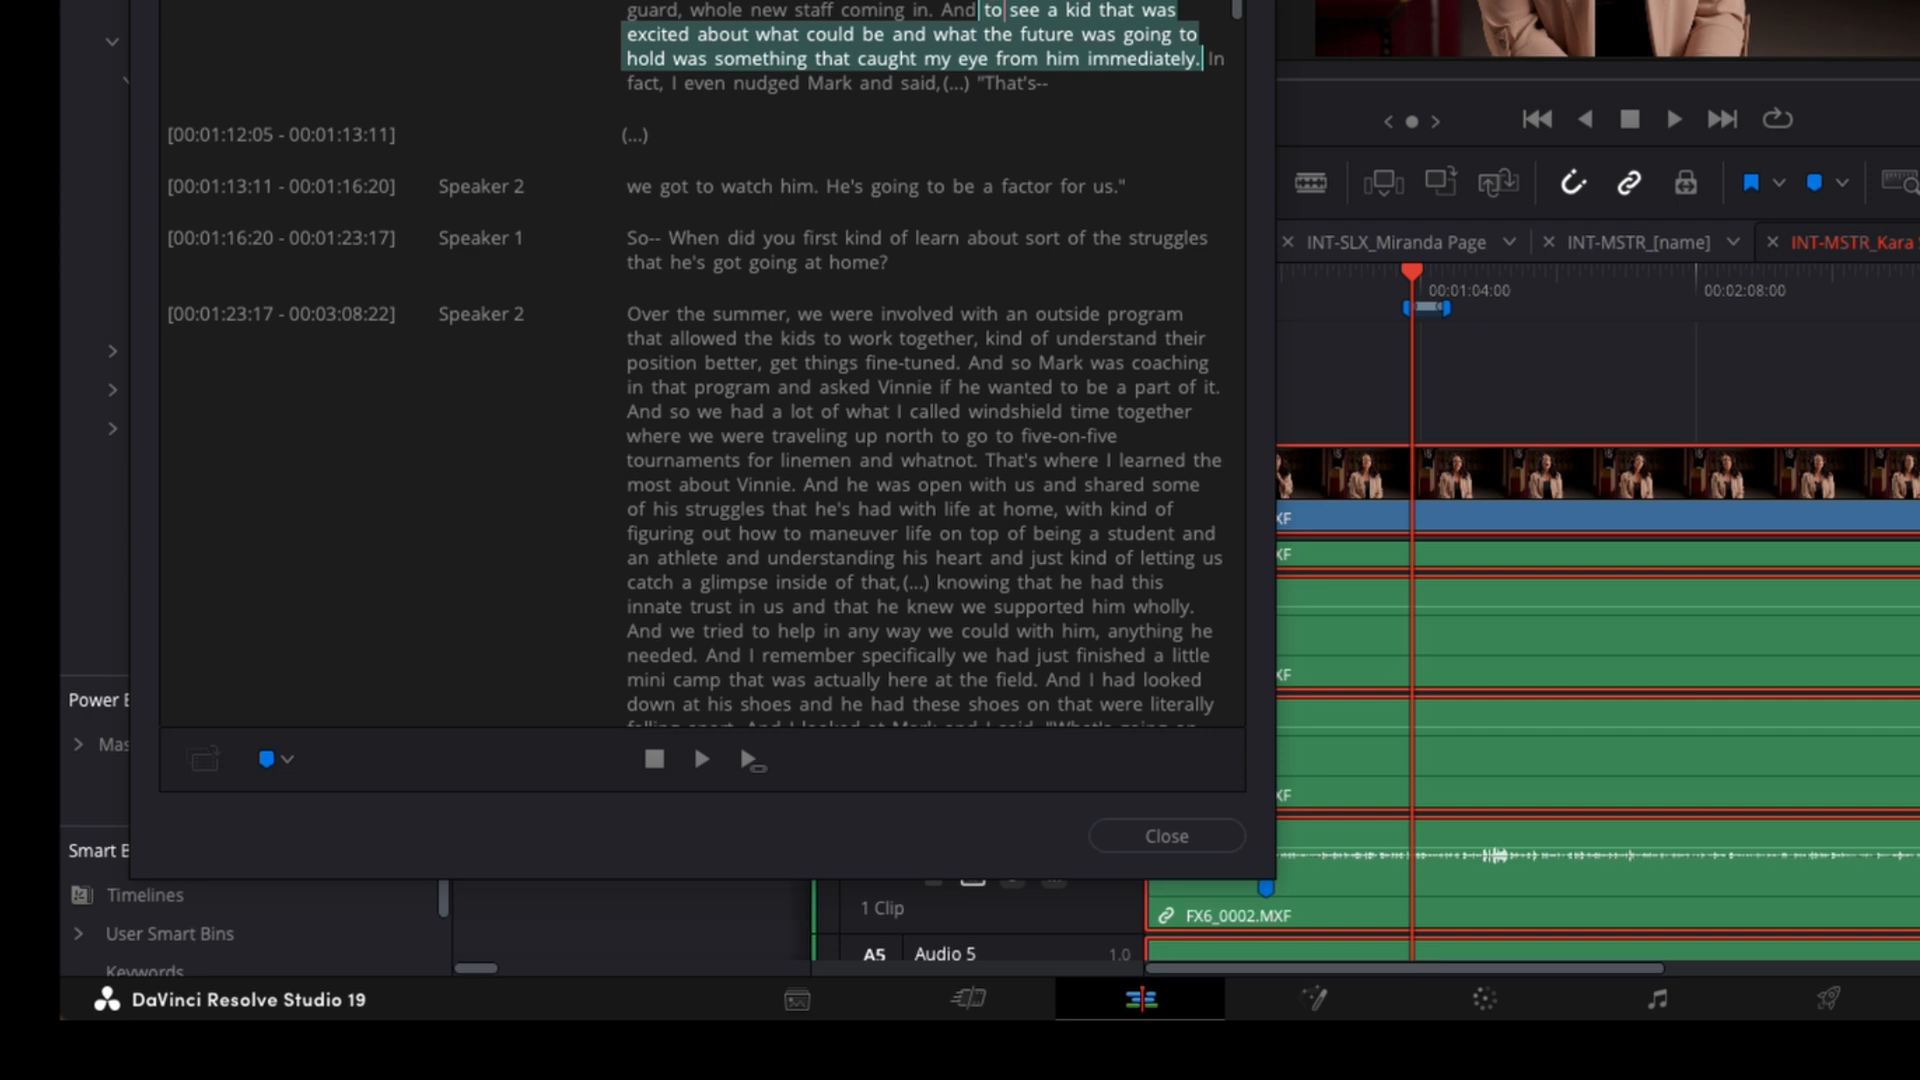 guard, whole new staff coming in. And to see a kid that was
excited about what could be and what the future was going to
hold was something that caught my eye from him immediately. In
fact, I even nudged Mark and said,(...) "That's--
[00:01:12:05 - 00:01:13:11] (...)
[00:01:13:11 - 00:01:16:20] Speaker 2 we got to watch him. He's going to be a factor for us."
[00:01:16:20 - 00:01:23:17] Speaker 1 So-- When did you first kind of learn about sort of the struggles
that he's got going at home?
[00:01:23:17 - 00:03:08:22] Speaker 2 Over the summer, we were involved with an outside program
that allowed the kids to work together, kind of understand their
position better, get things fine-tuned. And so Mark was coaching
in that program and asked Vinnie if he wanted to be a part of it.
And so we had a lot of what I called windshield time together
where we were traveling up north to go to five-on-five
tournaments for linemen and whatnot. That's where I learned the
most about Vinnie. And he was open with us and shared some
of his struggles that he's had with life at home, with kind of
figuring out how to maneuver life on top of being a student and
an athlete and understanding his heart and just kind of letting us
catch a glimpse inside of that,(...) knowing that he had this
innate trust in us and that he knew we supported him wholly.
And we tried to help in any way we could with him, anything he
needed. And I remember specifically we had just finished a little
mini camp that was actually here at the field. And I had looked
down at his shoes and he had these shoes on that were literally
falling apart. And I looked at Mark and I said, "What's going on
Close
INT-SLX_Miranda Page
INT-MSTR_[name]
INT-MSTR_Kara
00:01:04:00
00:02:08:00
XF
XF
XF
XF
Power B
Mas
Smart B
Timelines
User Smart Bins
Keywords
1 Clip
FX6_0002.MXF
A5 Audio 5 1.0
DaVinci Resolve Studio 19